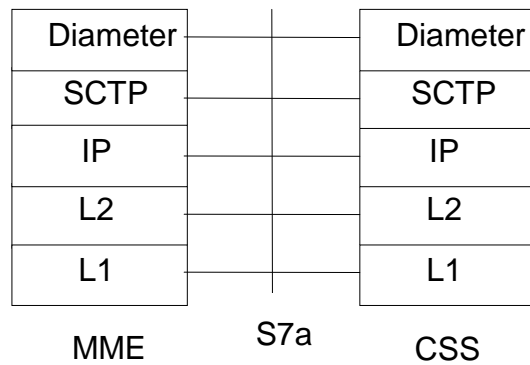 Diameter Diameter
SCTP SCTP
IP IP
L2 L2
L1 L1
MME S7a CSS